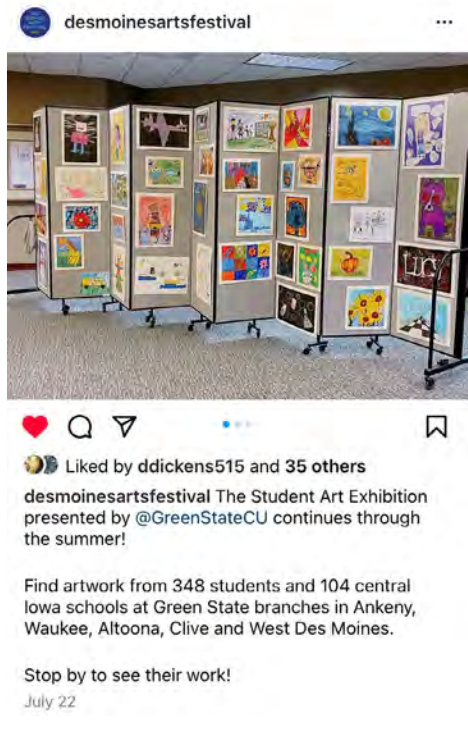 desmoinesartsfestival
Liked by ddickens515 and 35 others
desmoinesartsfestival The Student Art Exhibition
presented by @GreenStateCU continues through
the summer!
Find artwork from 348 students and 104 central
Iowa schools at Green State branches in Ankeny,
Waukee, Altoona, Clive and West Des Moines.
Stop by to see their work!
July 22